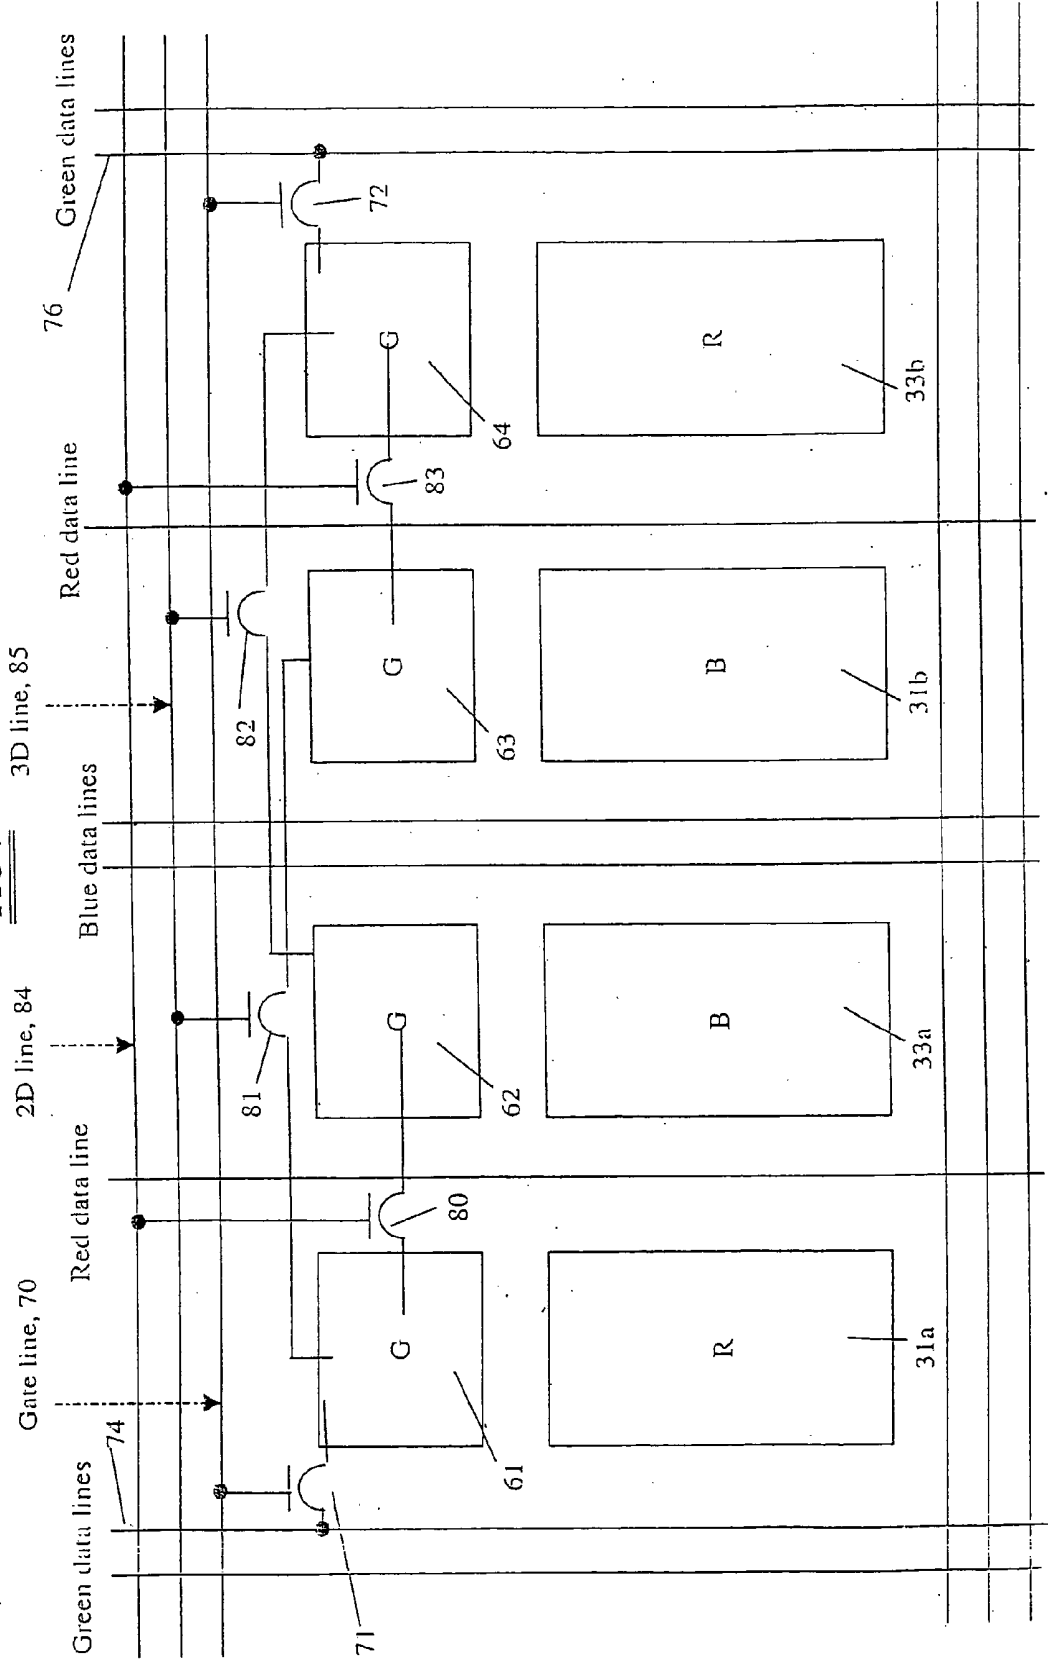 Gate line, 70
2D line, 84
3D line, 85
76
Green data lines
74
Red data line
Blue data lines
Red data line
Green data lines
81
82
71
72
G
G
G
G
80
83
61
62
63
64
R
B
B
R
31a
33a
31b
33b